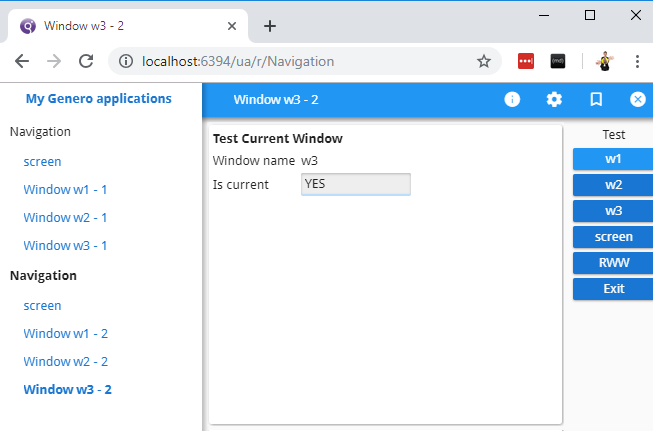 Window w3 - 2
localhost:6394/ua/r/Navigation
My Genero applications
Navigation
screen
Window w1 - 1
Window w2 - 1
Window w3 - 1
Navigation
screen
Window w1 - 2
Window w2 - 2
Window w3 - 2
Window w3 - 2
Test Current Window
Window name w3
Is current YES
Test
w1
w2
w3
screen
RWW
Exit